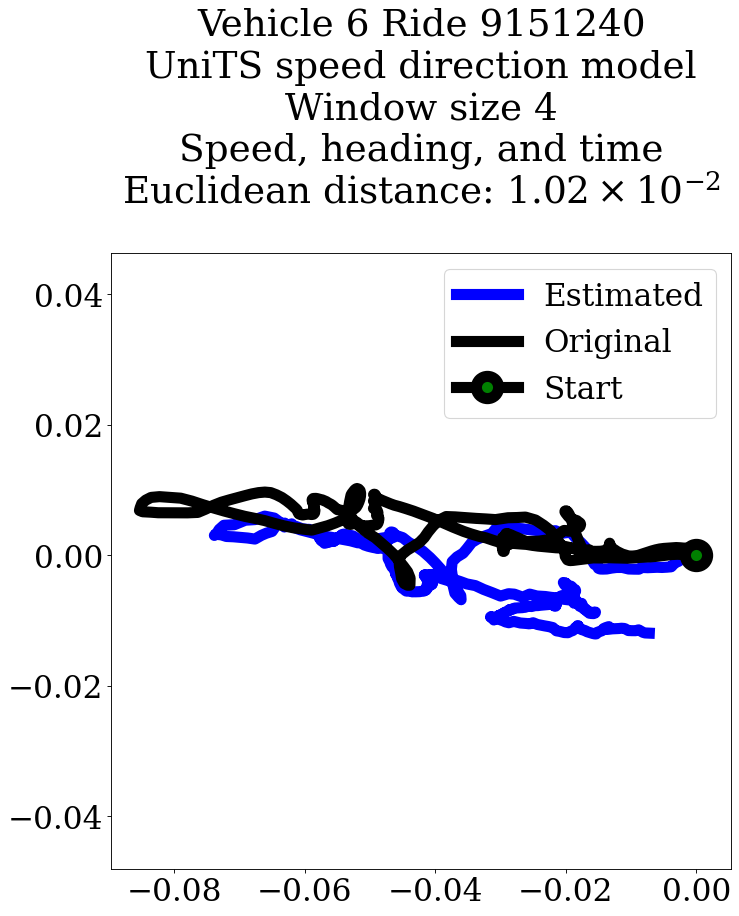 Vehicle 6 Ride 9151240
UniTS speed direction model
Window size 4
Speed, heading, and time
Euclidean distance: 1.02 × 10⁻²
Estimated
Original
Start
0.04
0.02
0.00
−0.02
−0.04
−0.08 −0.06 −0.04 −0.02 0.00